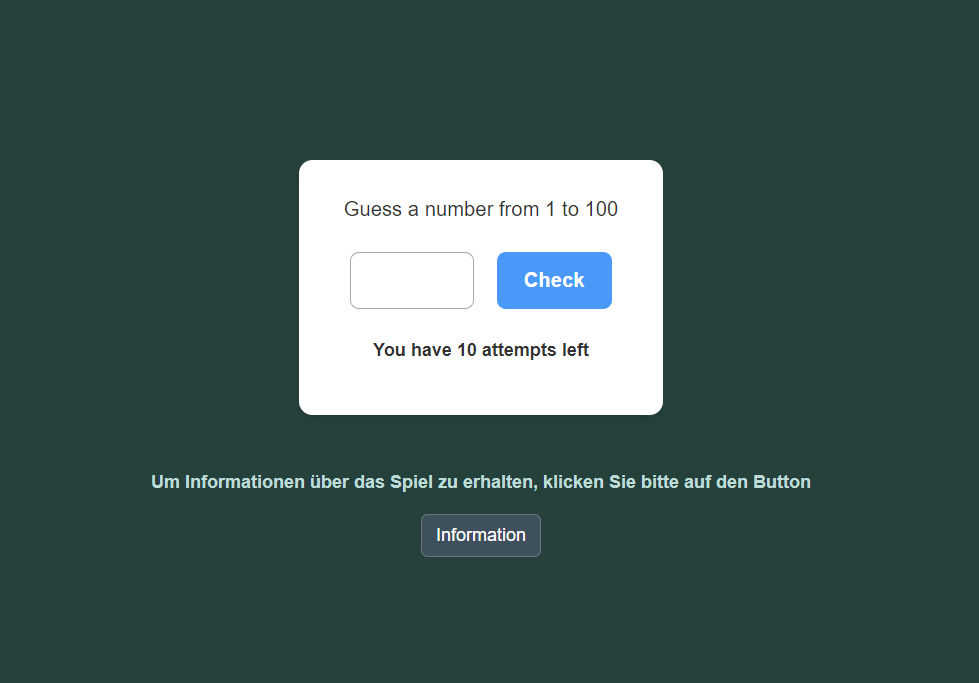 Guess a number from 1 to 100
Check
You have 10 attempts left
Um Informationen über das Spiel zu erhalten, klicken Sie bitte auf den Button
Information